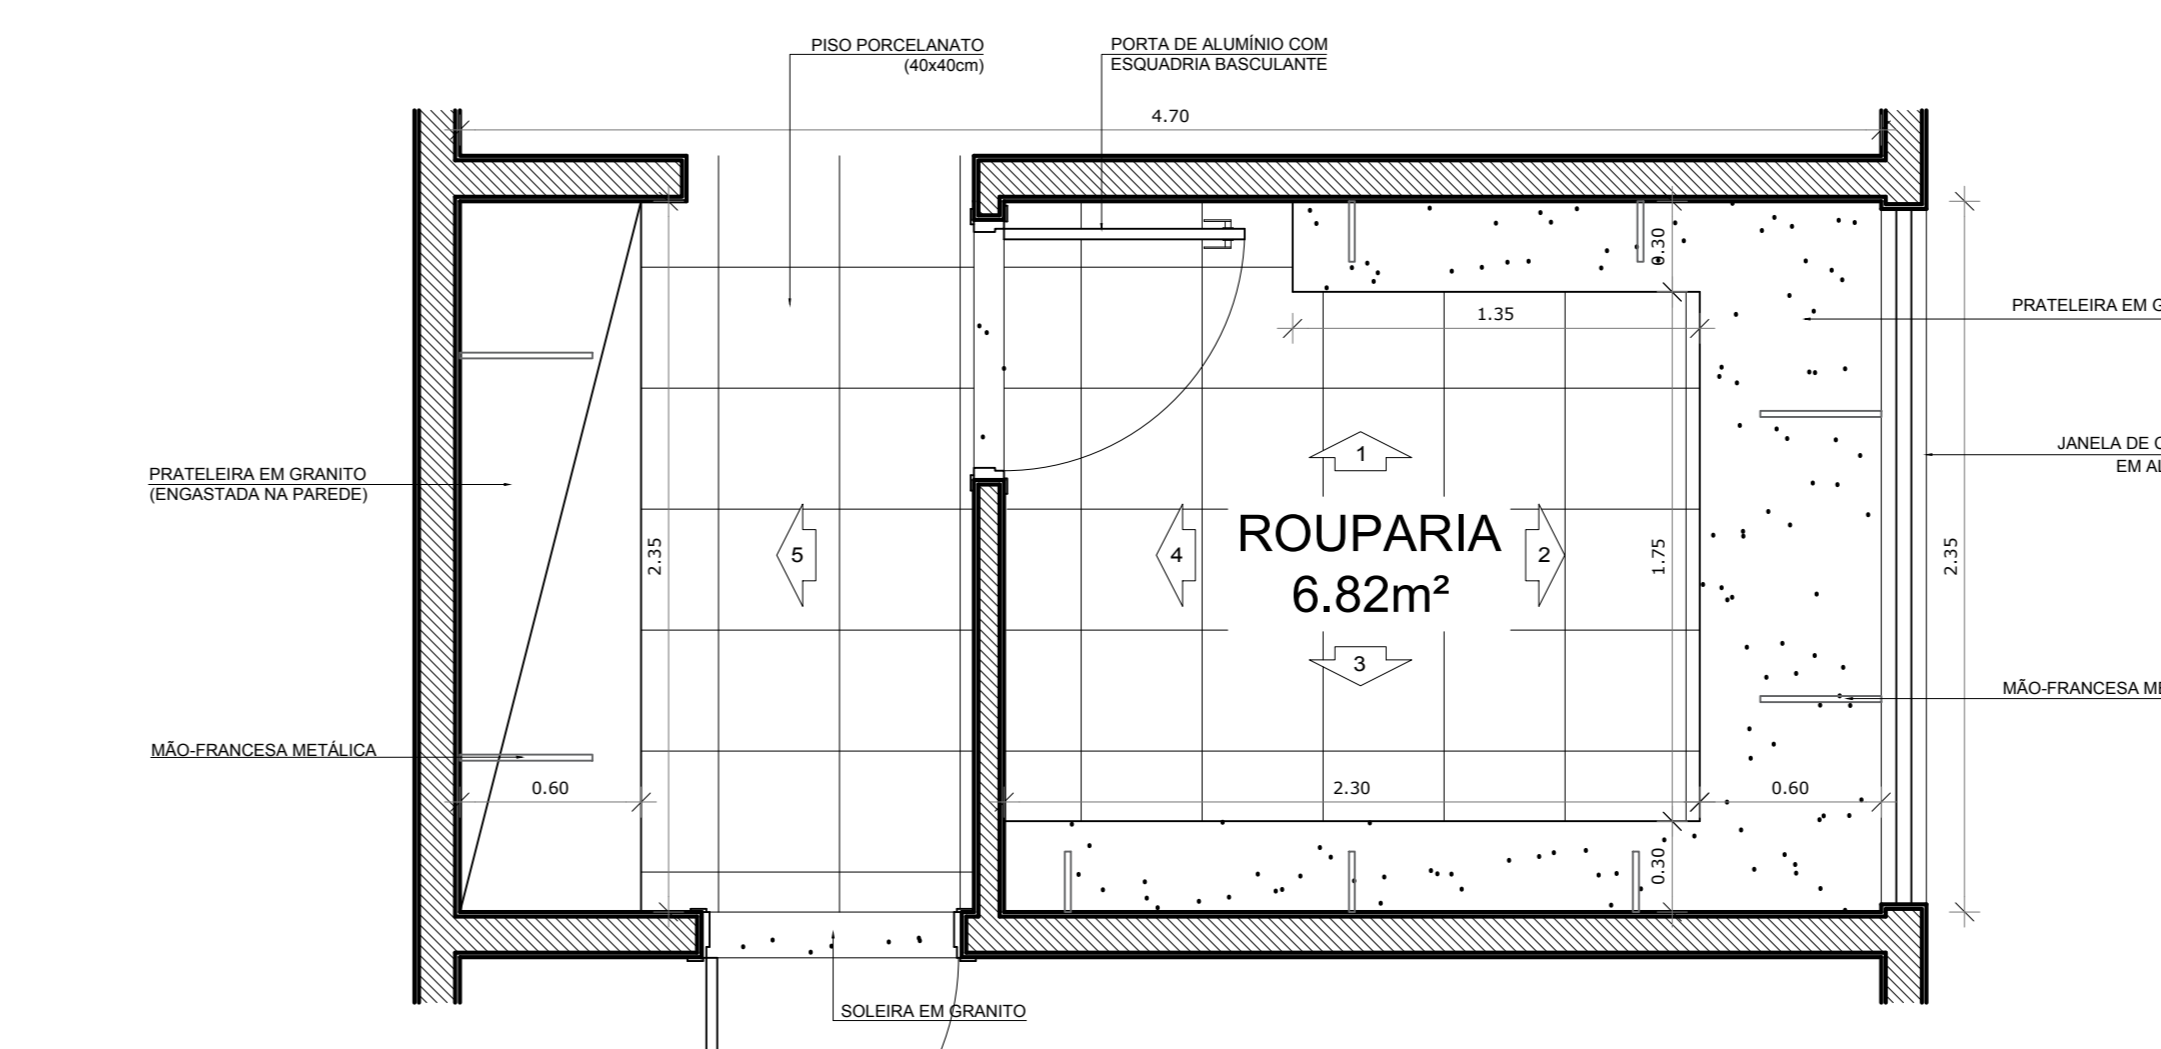 PISO PORCELANATO
(40x40cm)
PORTA DE ALUMÍNIO COM
ESQUADRIA BASCULANTE
4.70
0.30
1.35
PRATELEIRA EM G
JANELA DE C
EM AL
PRATELEIRA EM GRANITO
(ENGASTADA NA PAREDE)
1
5
2.35
4
ROUPARIA
6.82m²
2
1.75
2.35
3
MÃO-FRANCESA ME
MÃO-FRANCESA METÁLICA
0.60
2.30
0.60
0.30
SOLEIRA EM GRANITO